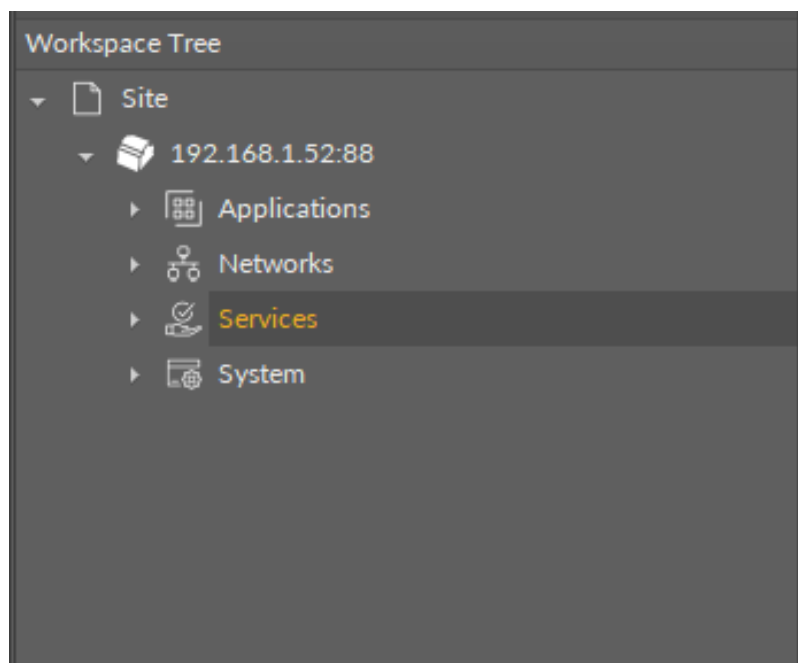 Workspace Tree
Site
192.168.1.52:88
Applications
Networks
Services
System